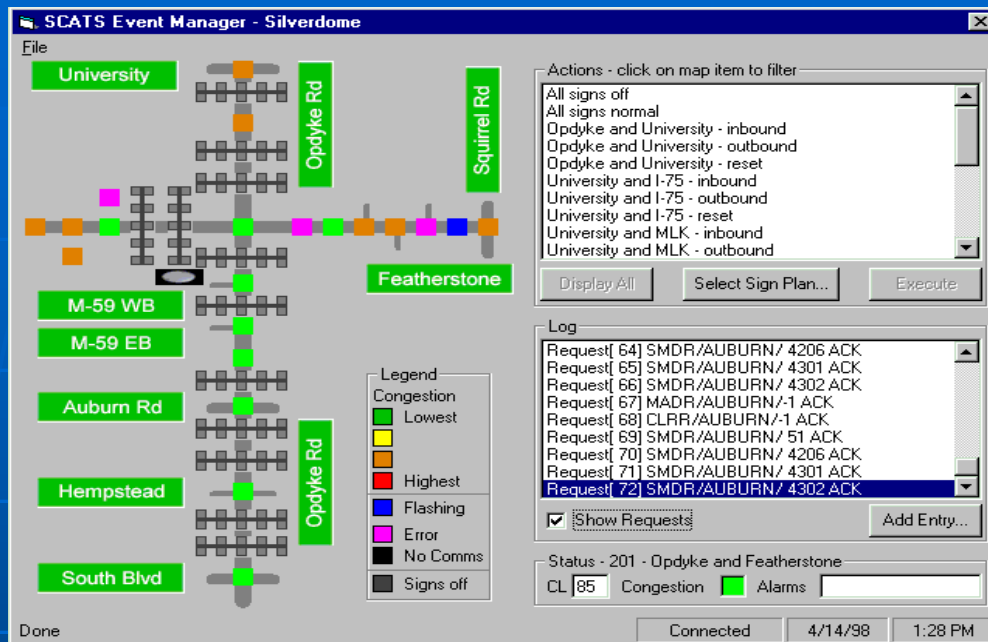 SCATS Event Manager - Silverdome
File
University
Opdyke Rd
Squirrel Rd
Featherstone
M-59 WB
M-59 EB
Auburn Rd
Hempstead
Opdyke Rd
South Blvd
Legend
Congestion
Lowest
Highest
Flashing
Error
No Comms
Signs off
Actions - click on map item to filter
All signs off
All signs normal
Opdyke and University - inbound
Opdyke and University - outbound
Opdyke and University - reset
University and I-75 - inbound
University and I-75 - outbound
University and I-75 - reset
University and MLK - inbound
University and MLK - outbound
Display All
Select Sign Plan...
Execute
Log
Request[ 64] SMDR/AUBURN/ 4206 ACK
Request[ 65] SMDR/AUBURN/ 4301 ACK
Request[ 66] SMDR/AUBURN/ 4302 ACK
Request[ 67] MADR/AUBURN/-1 ACK
Request[ 68] CLRR/AUBURN/-1 ACK
Request[ 69] SMDR/AUBURN/ 51 ACK
Request[ 70] SMDR/AUBURN/ 4206 ACK
Request[ 71] SMDR/AUBURN/ 4301 ACK
Request[ 72] SMDR/AUBURN/ 4302 ACK
Show Requests
Add Entry...
Status - 201 - Opdyke and Featherstone
CL 85 Congestion Alarms
Done
Connected
4/14/98
1:28 PM